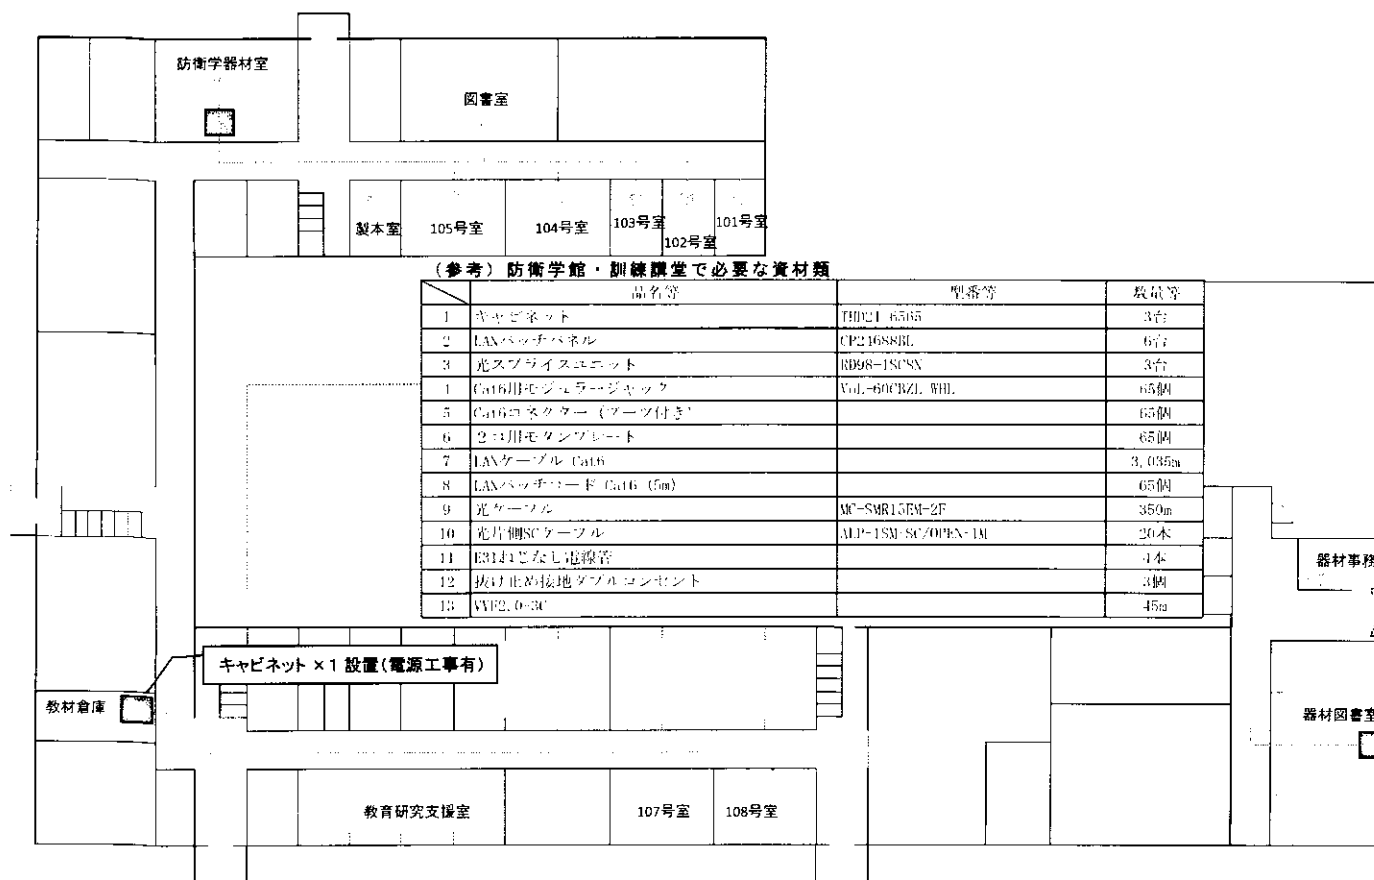 防衛学器材室
図書室
製本室
105号室
104号室
103号室
102号室
101号室
(参考) 防衛学館・訓練講堂で必要な資材類
品名等 型番等 数量等
1 キャビネット THD21-6565 3台
2 LANパッチパネル CP24688BL 6台
3 光スプライスユニット RD98-1SCSN 3台
4 Cat6用モジュラージャック 65個
5 Cat6コネクター (ブーツ付き) 65個
6 2コ用モダンプレート 65個
7 LANケーブル Cat6 3,035m
8 LANパッチコード Cat6 (5m) 65個
9 光ケーブル MC-SMR15EM-2F 350m
10 光片側SCケーブル ALP-1SM-SC/OPEN-1M 20本
11 E31ねじなし電線管 4本
12 抜け止め接地ダブルコンセント 3個
13 VVF2.0-3C 45m
器材事務
キャビネット×1 設置(電源工事有)
教材倉庫
器材図書室
教育研究支援室
107号室
108号室